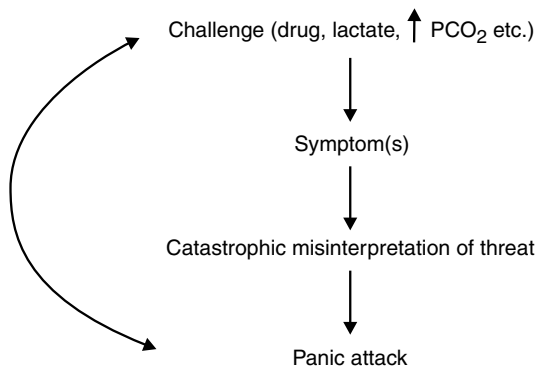 Challenge (drug, lactate, ↑ PCO₂ etc.)
Symptom(s)
Catastrophic misinterpretation of threat
Panic attack